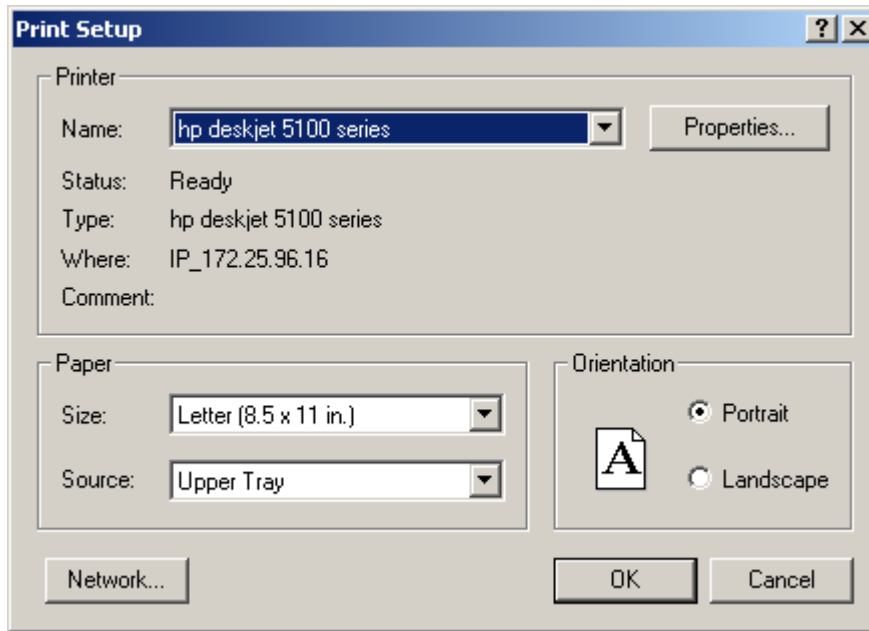 Print Setup
Printer
Name: hp deskjet 5100 series Properties...
Status: Ready
Type: hp deskjet 5100 series
Where: IP_172.25.96.16
Comment:
Paper
Size: Letter (8.5 x 11 in.)
Source: Upper Tray
Orientation
A
Portrait
Landscape
Network... OK Cancel